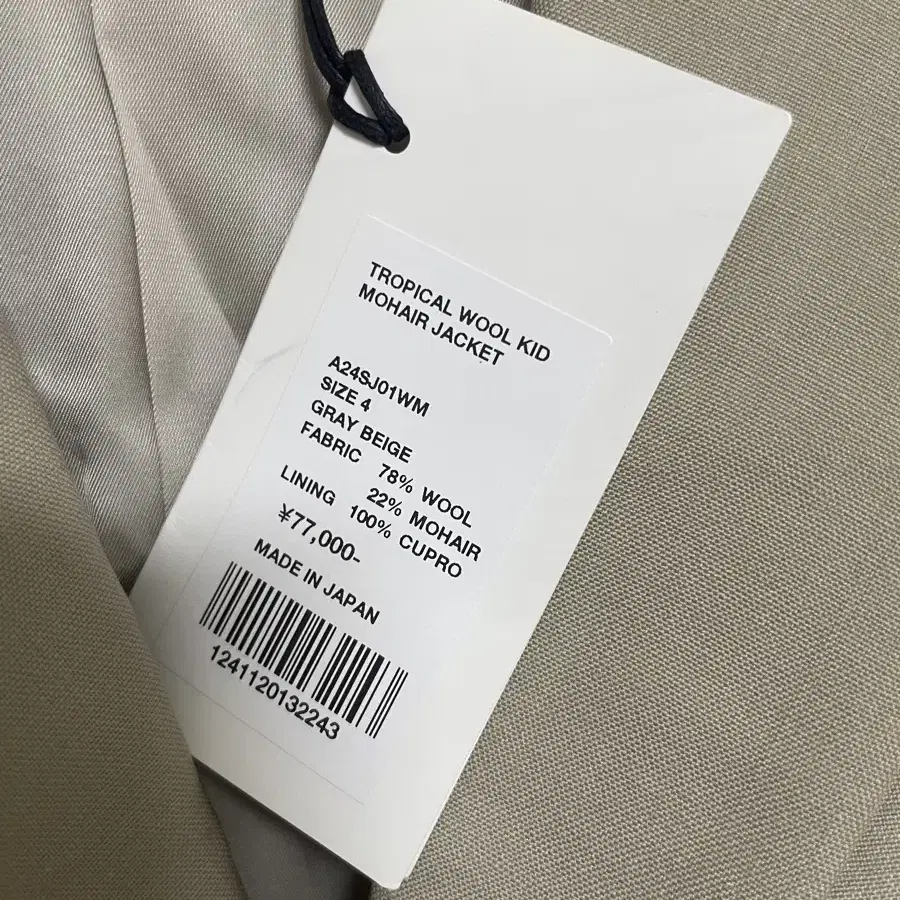 TROPICAL WOOL KID
MOHAIR JACKET
A24SJ01WM
SIZE 4
GRAY BEIGE
FABRIC 78% WOOL
22% MOHAIR
LINING 100% CUPRO
¥77,000-
MADE IN JAPAN
1241120132243